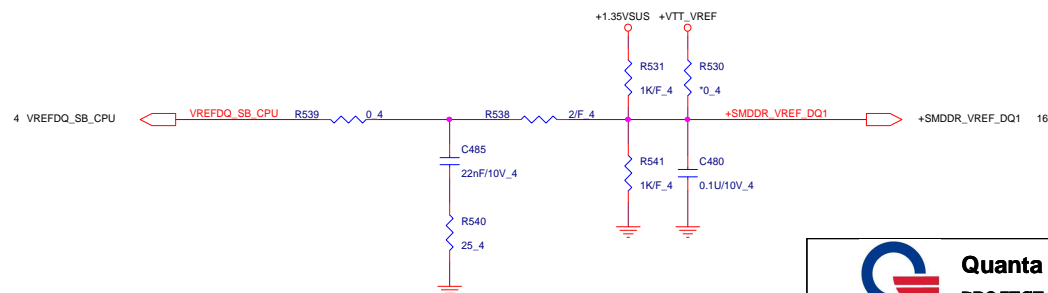 +1.35VSUS +VTT_VREF
R531 R530
1K/F_4 *0_4
4 VREFDQ_SB_CPU VREFDQ_SB_CPU R539 0_4 R538 2/F_4 +SMDDR_VREF_DQ1 +SMDDR_VREF_DQ1 16
C485 R541 C480
22nF/10V_4 1K/F_4 0.1U/10V_4
R540
25_4
Quanta